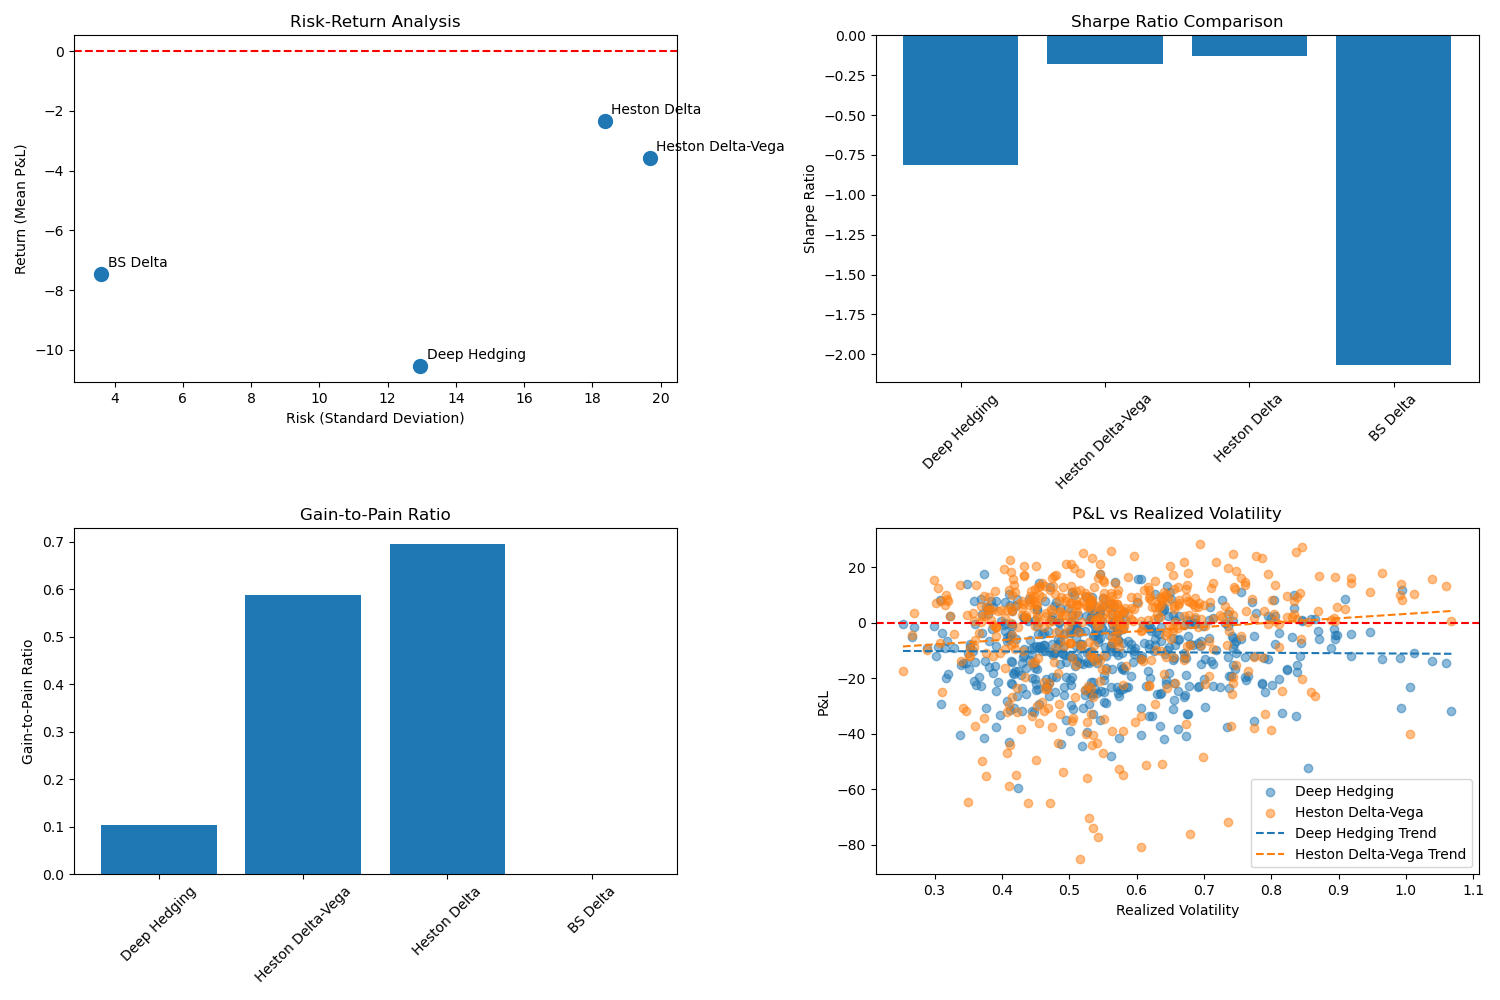 Risk-Return Analysis
Return (Mean P&L)
0
−2
−4
−6
−8
−10
Heston Delta
Heston Delta-Vega
BS Delta
Deep Hedging
4 6 8 10 12 14 16 18 20
Risk (Standard Deviation)
Sharpe Ratio Comparison
Sharpe Ratio
0.00
−0.25
−0.50
−0.75
−1.00
−1.25
−1.50
−1.75
−2.00
Deep Hedging
Heston Delta-Vega
Heston Delta
BS Delta
Gain-to-Pain Ratio
Gain-to-Pain Ratio
0.7
0.6
0.5
0.4
0.3
0.2
0.1
0.0
Deep Hedging
Heston Delta-Vega
Heston Delta
BS Delta
P&L vs Realized Volatility
P&L
20
0
−20
−40
−60
−80
Deep Hedging
Heston Delta-Vega
Deep Hedging Trend
Heston Delta-Vega Trend
0.3 0.4 0.5 0.6 0.7 0.8 0.9 1.0 1.1
Realized Volatility